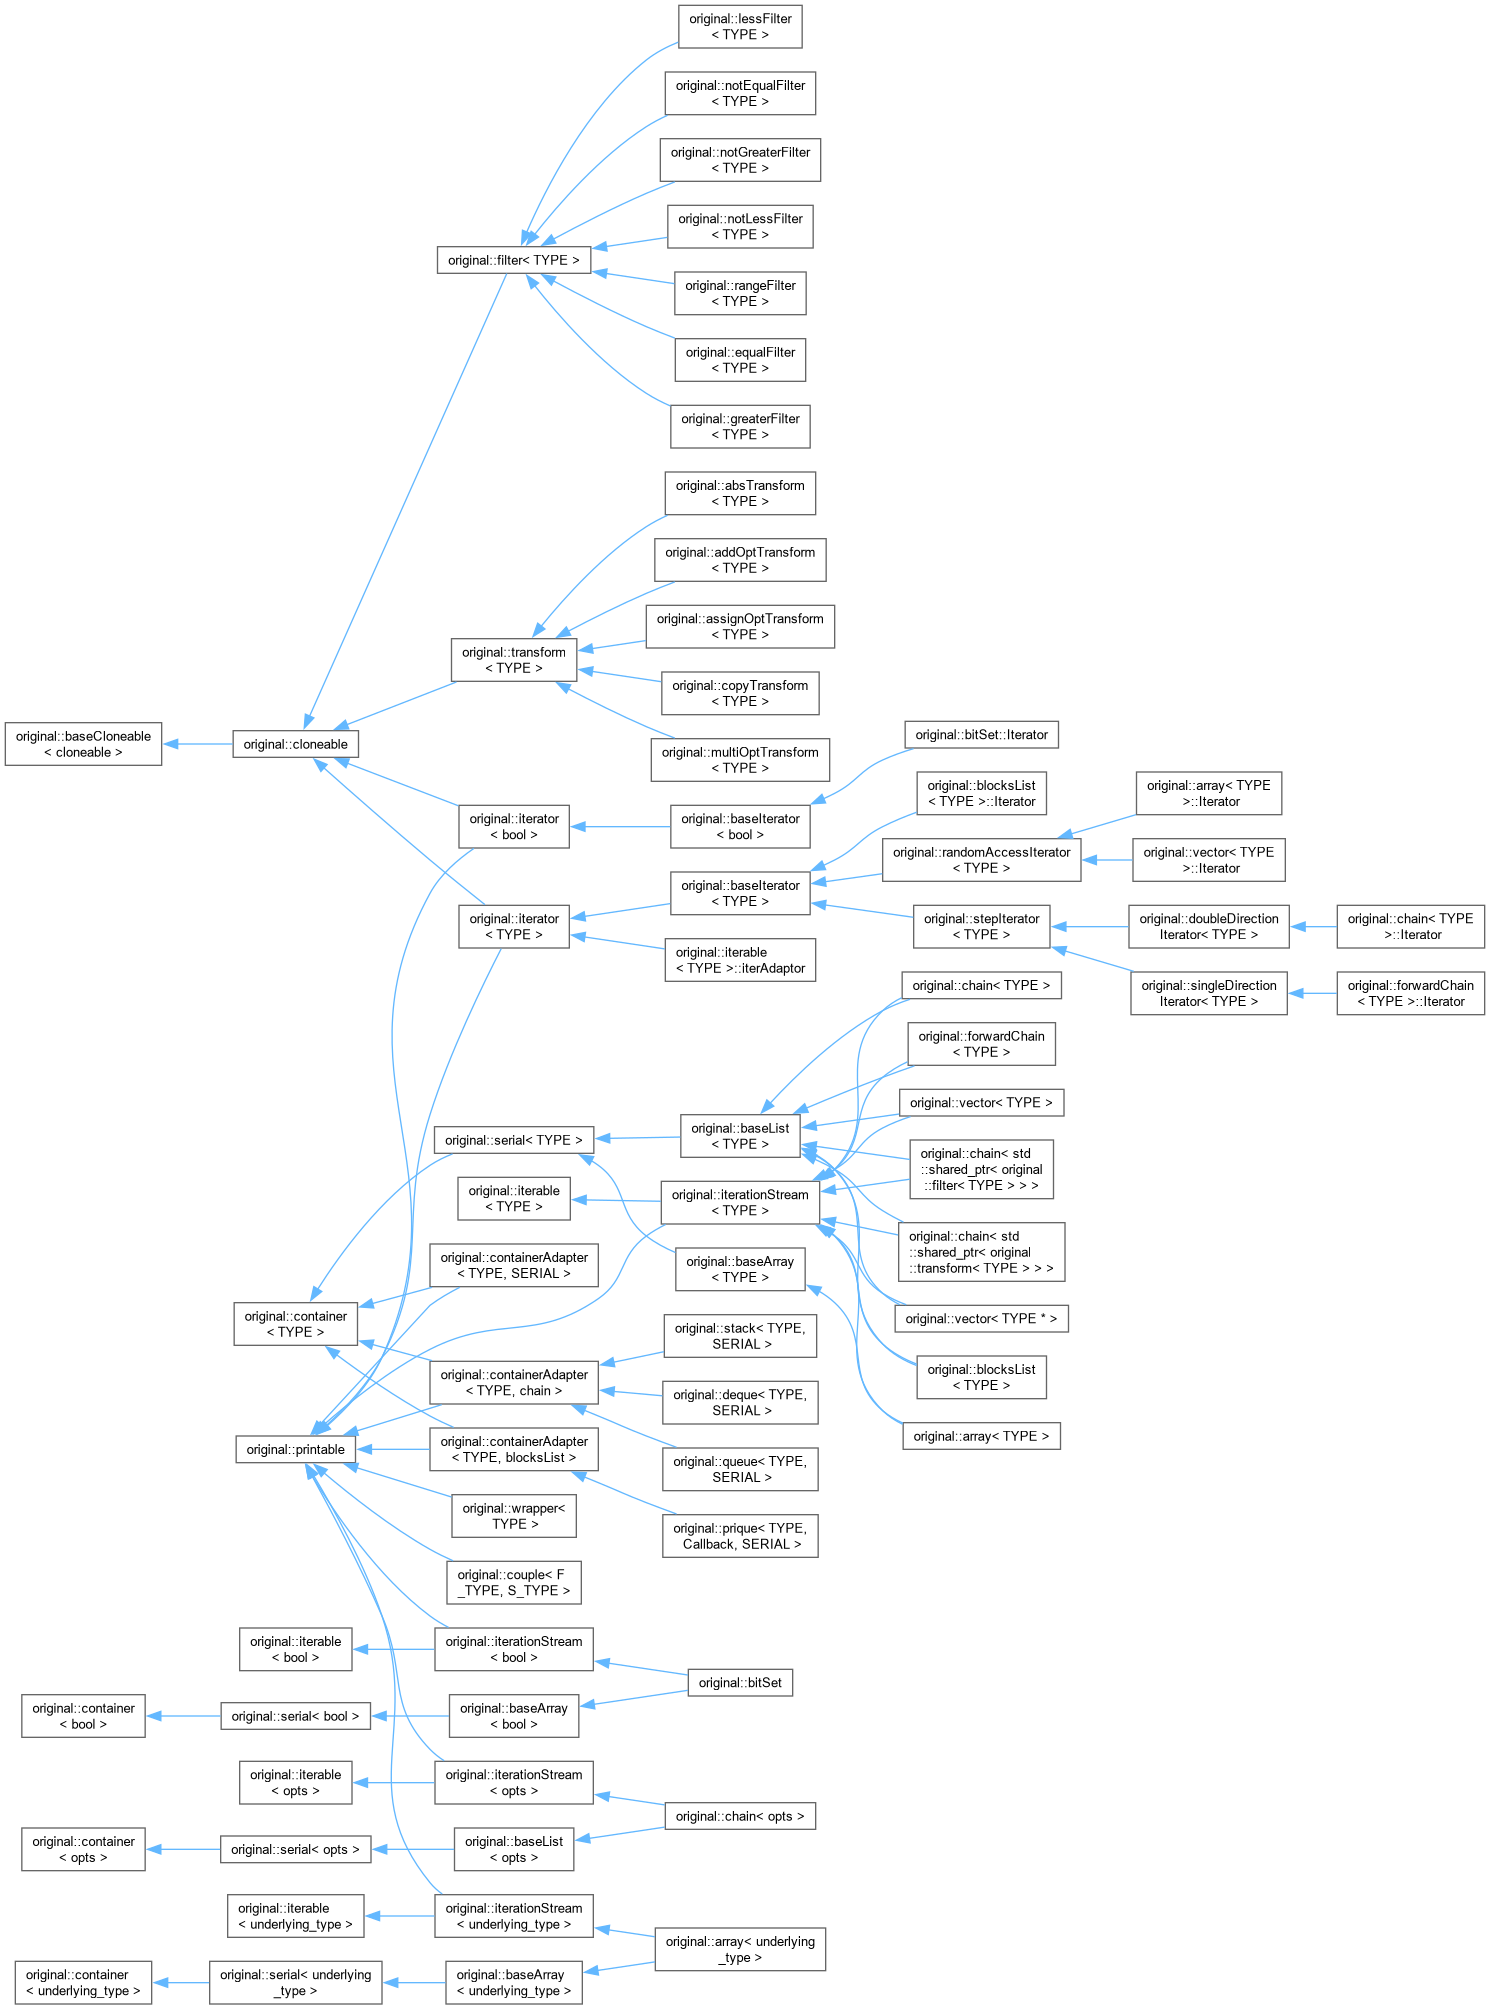 original::lessFilter
< TYPE >
original::notEqualFilter
< TYPE >
original::notGreaterFilter
< TYPE >
original::notLessFilter
< TYPE >
original::filter< TYPE >
original::rangeFilter
< TYPE >
original::equalFilter
< TYPE >
original::greaterFilter
< TYPE >
original::absTransform
< TYPE >
original::addOptTransform
< TYPE >
original::assignOptTransform
< TYPE >
original::transform
< TYPE >
original::copyTransform
< TYPE >
original::baseCloneable
< cloneable >
original::cloneable
original::multiOptTransform
< TYPE >
original::bitSet::Iterator
original::iterator
< bool >
original::baseIterator
< bool >
original::blocksList
< TYPE >::Iterator
original::array< TYPE
>::Iterator
original::randomAccessIterator
< TYPE >
original::vector< TYPE
>::Iterator
original::baseIterator
< TYPE >
original::iterator
< TYPE >
original::stepIterator
< TYPE >
original::doubleDirection
Iterator< TYPE >
original::chain< TYPE
>::Iterator
original::iterable
< TYPE >::iterAdaptor
original::singleDirection
Iterator< TYPE >
original::forwardChain
< TYPE >::Iterator
original::chain< TYPE >
original::forwardChain
< TYPE >
original::vector< TYPE >
original::serial< TYPE >
original::baseList
< TYPE >
original::chain< std
::shared_ptr< original
::filter< TYPE > > >
original::iterable
< TYPE >
original::iterationStream
< TYPE >
original::chain< std
::shared_ptr< original
::transform< TYPE > > >
original::containerAdapter
< TYPE, SERIAL >
original::baseArray
< TYPE >
original::container
< TYPE >
original::vector< TYPE * >
original::stack< TYPE,
SERIAL >
original::containerAdapter
< TYPE, chain >
original::blocksList
< TYPE >
original::deque< TYPE,
SERIAL >
original::array< TYPE >
original::printable
original::containerAdapter
< TYPE, blocksList >
original::queue< TYPE,
SERIAL >
original::wrapper<
TYPE >
original::prique< TYPE,
Callback, SERIAL >
original::couple< F
_TYPE, S_TYPE >
original::iterable
< bool >
original::iterationStream
< bool >
original::bitSet
original::container
< bool >
original::serial< bool >
original::baseArray
< bool >
original::iterable
< opts >
original::iterationStream
< opts >
original::chain< opts >
original::container
< opts >
original::serial< opts >
original::baseList
< opts >
original::iterable
< underlying_type >
original::iterationStream
< underlying_type >
original::array< underlying
_type >
original::container
< underlying_type >
original::serial< underlying
_type >
original::baseArray
< underlying_type >